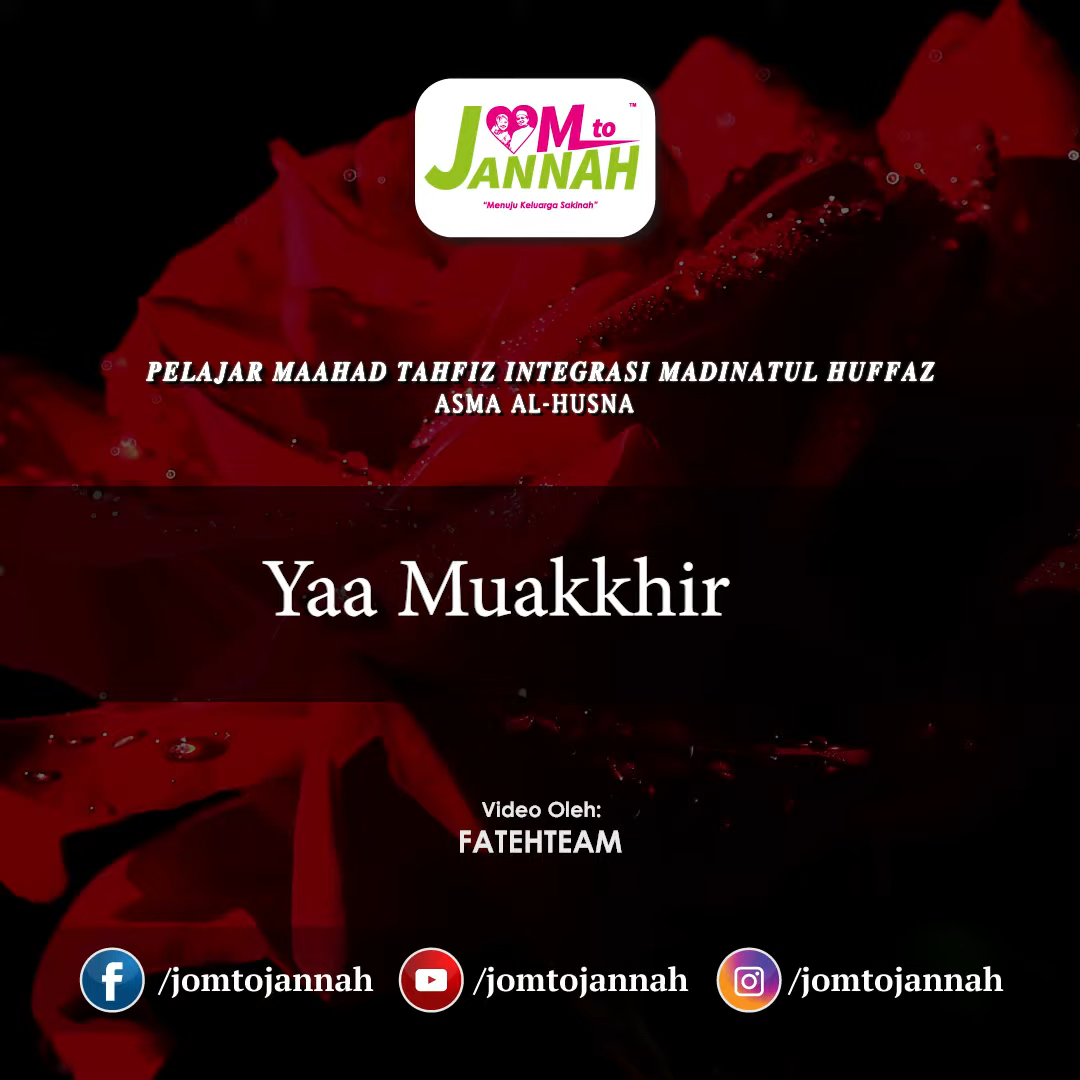 JOM to
JANNAH
™
"Menuju Keluarga Sakinah"
PELAJAR MAAHAD TAHFIZ INTEGRASI MADINATUL HUFFAZ
ASMA AL-HUSNA
Yaa Muakkhir
Video Oleh:
FATEHTEAM
/jomtojannah /jomtojannah /jomtojannah